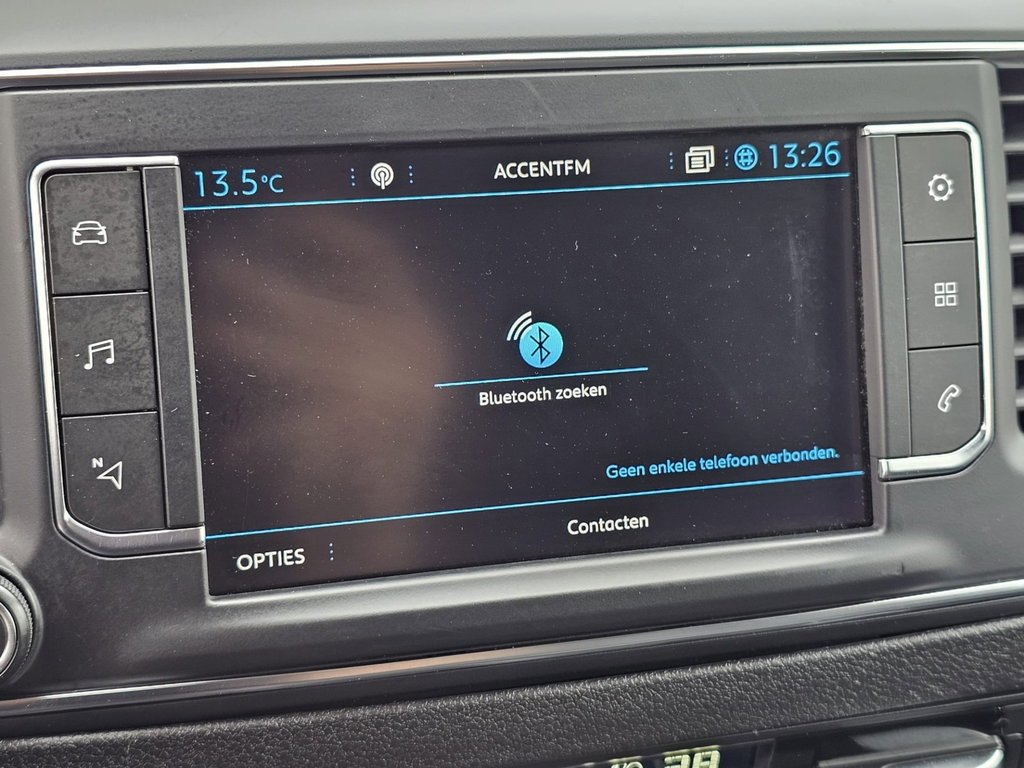 13.5°C
ACCENTFM
13:26
Bluetooth zoeken
Geen enkele telefoon verbonden.
Contacten
OPTIES
N